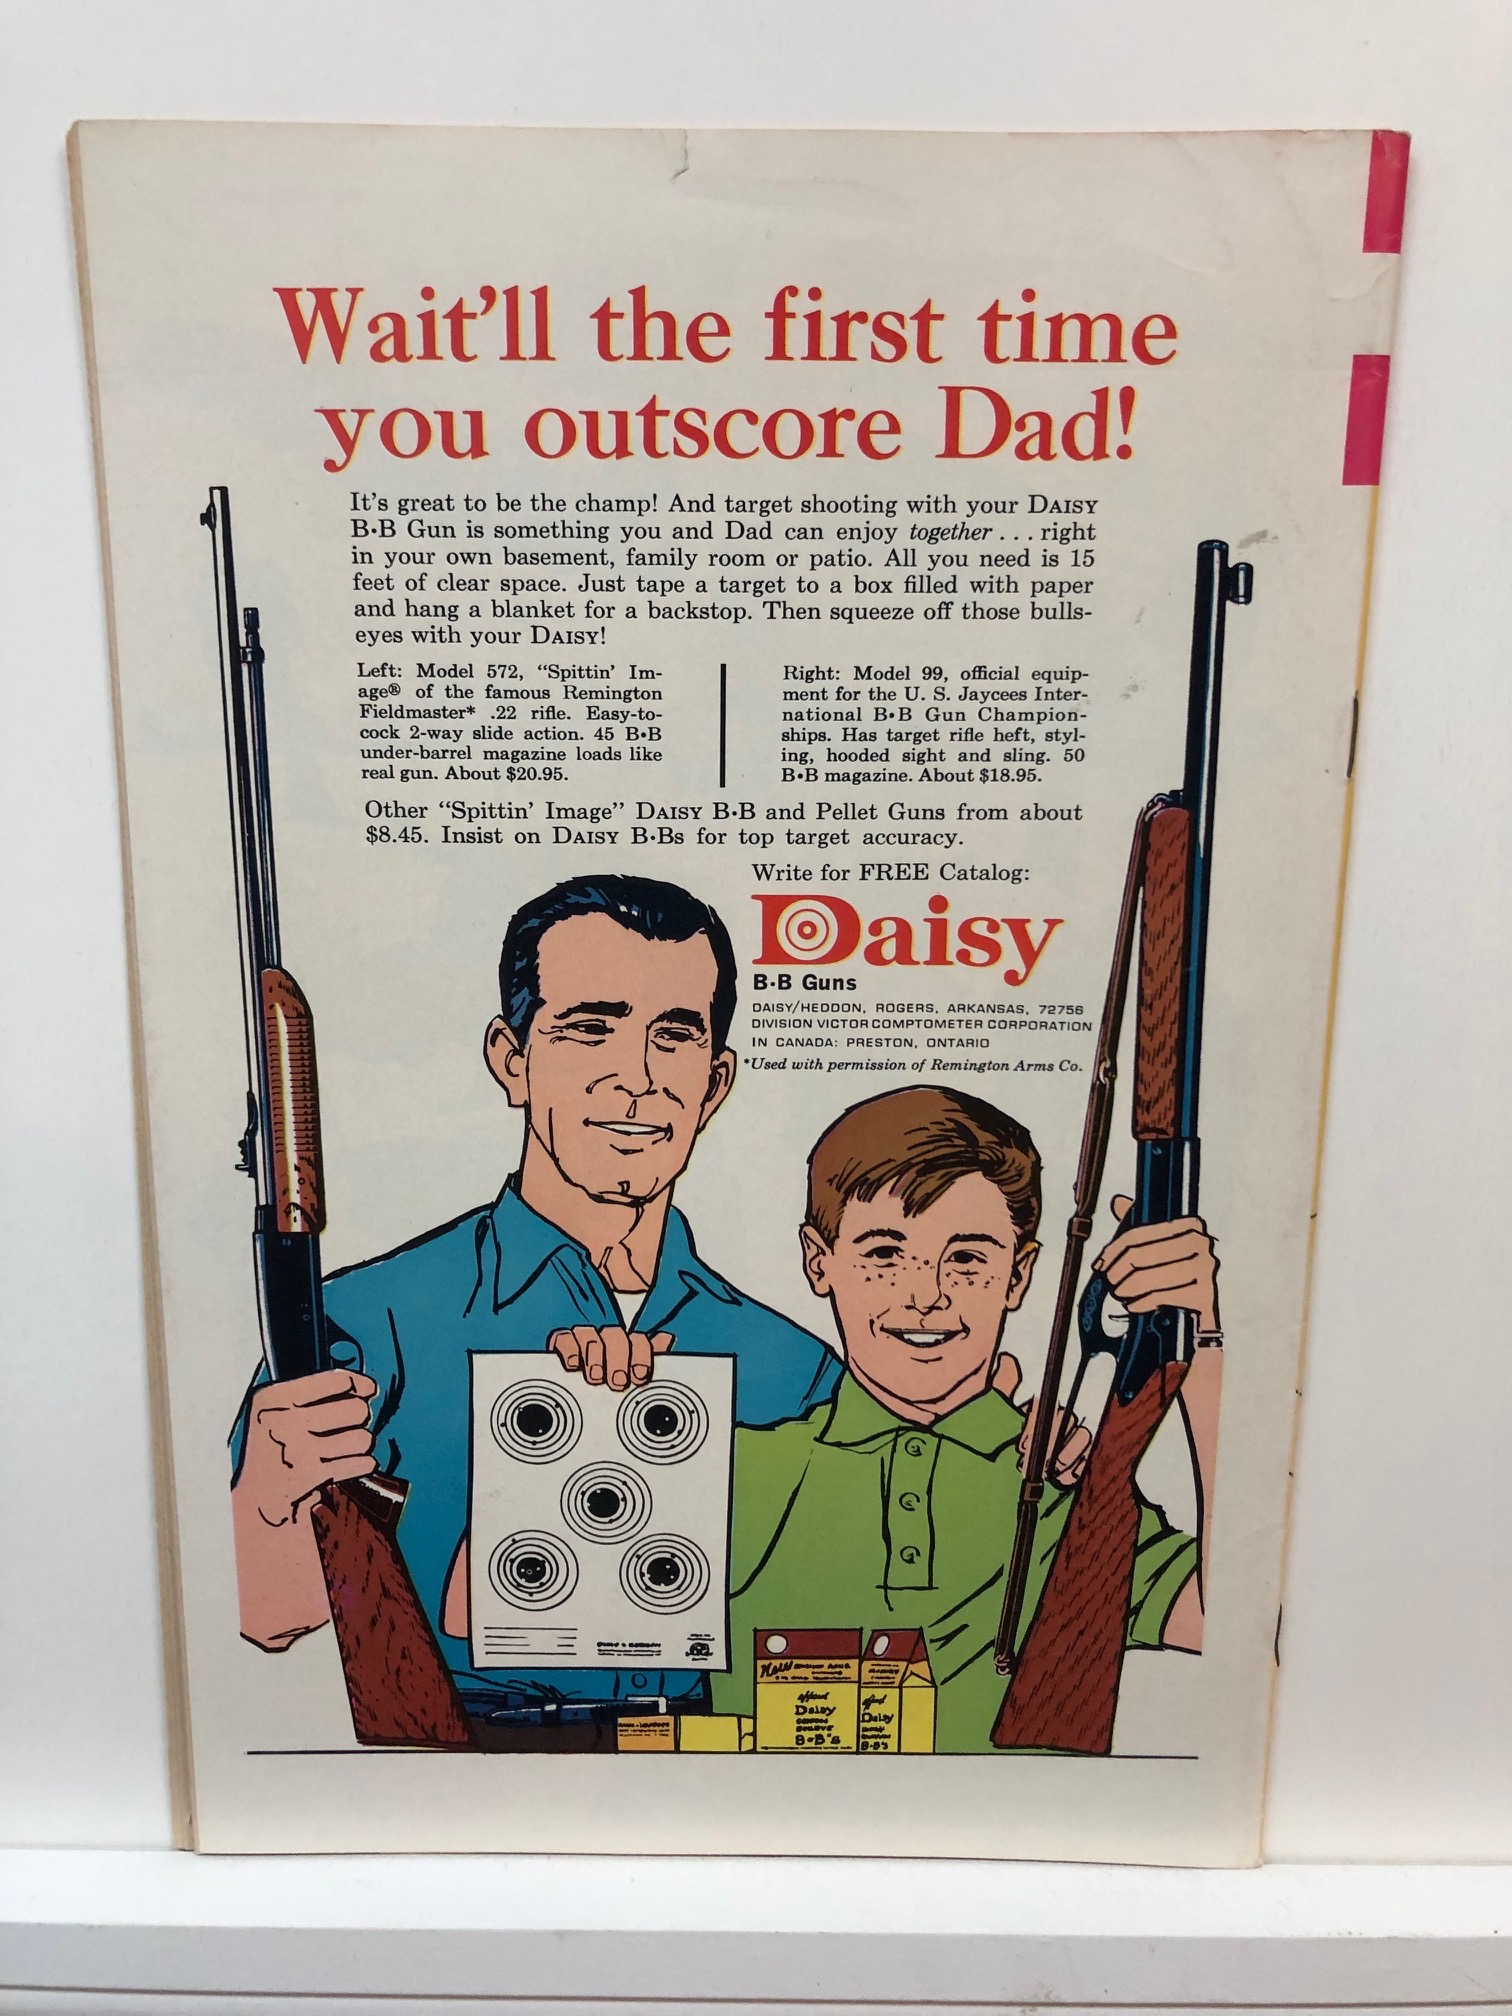 Wait'll the first time
you outscore Dad!
It's great to be the champ! And target shooting with your DAISY
B•B Gun is something you and Dad can enjoy together . . . right
in your own basement, family room or patio. All you need is 15
feet of clear space. Just tape a target to a box filled with paper
and hang a blanket for a backstop. Then squeeze off those bulls-
eyes with your DAISY!
Left: Model 572, "Spittin' Im-
age® of the famous Remington
Fieldmaster* .22 rifle. Easy-to-
cock 2-way slide action. 45 B•B
under-barrel magazine loads like
real gun. About $20.95.
Right: Model 99, official equip-
ment for the U. S. Jaycees Inter-
national B•B Gun Champion-
ships. Has target rifle heft, styl-
ing, hooded sight and sling. 50
B•B magazine. About $18.95.
Other "Spittin' Image" DAISY B•B and Pellet Guns from about
$8.45. Insist on DAISY B•Bs for top target accuracy.
Write for FREE Catalog:
Daisy
B•B Guns
DAISY/HEDDON, ROGERS, ARKANSAS, 72756
DIVISION VICTOR COMPTOMETER CORPORATION
IN CANADA: PRESTON, ONTARIO
*Used with permission of Remington Arms Co.
New
Daisy
B•B's
Daisy
B•B's